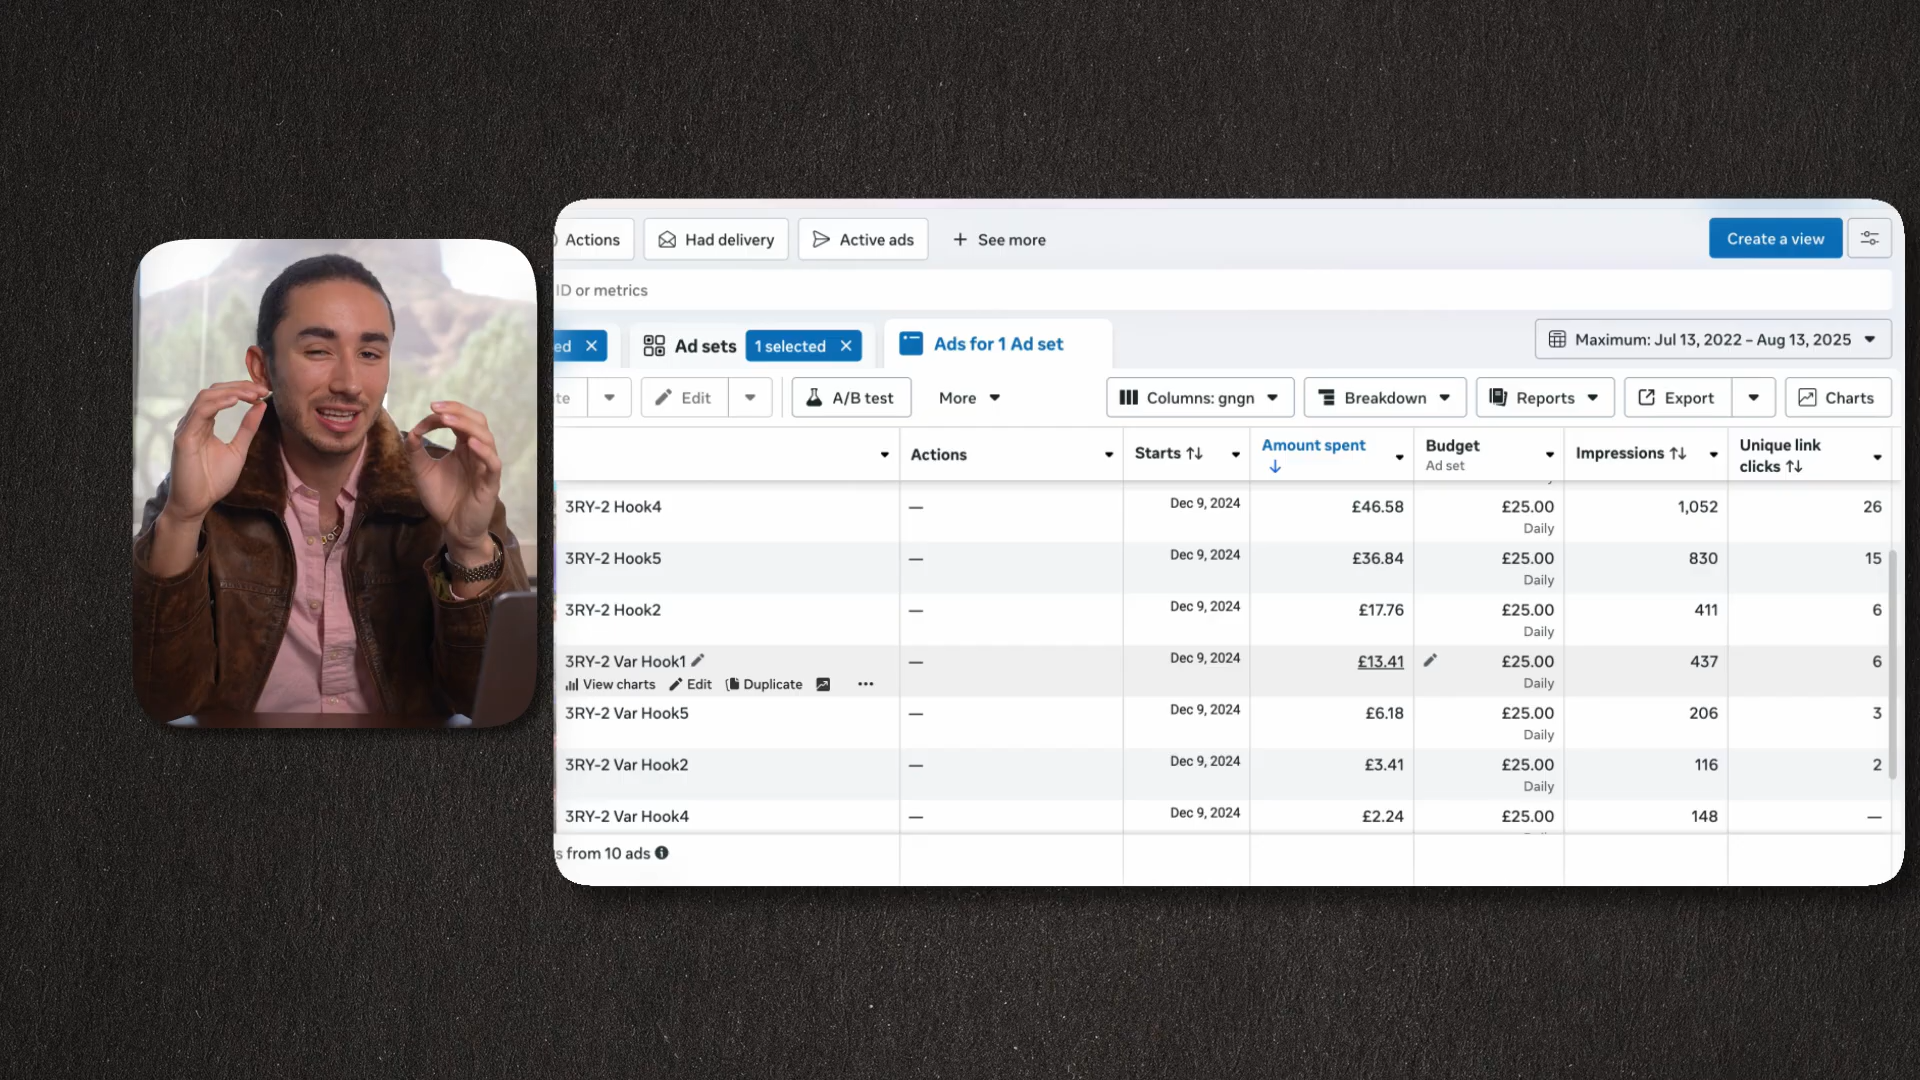 Actions Had delivery Active ads + See more Create a view
ID or metrics
ed Ad sets 1 selected Ads for 1 Ad set Maximum: Jul 13, 2022 – Aug 13, 2025
te Edit A/B test More Columns: gngn Breakdown Reports Export Charts
Actions Starts Amount spent Budget Impressions Unique link
Ad set clicks
3RY-2 Hook4 — Dec 9, 2024 £46.58 £25.00 1,052 26
Daily
3RY-2 Hook5 — Dec 9, 2024 £36.84 £25.00 830 15
Daily
3RY-2 Hook2 — Dec 9, 2024 £17.76 £25.00 411 6
Daily
3RY-2 Var Hook1 — Dec 9, 2024 £13.41 £25.00 437 6
View charts Edit Duplicate ... Daily
3RY-2 Var Hook5 — Dec 9, 2024 £6.18 £25.00 206 3
Daily
3RY-2 Var Hook2 — Dec 9, 2024 £3.41 £25.00 116 2
Daily
3RY-2 Var Hook4 — Dec 9, 2024 £2.24 £25.00 148 —
s from 10 ads